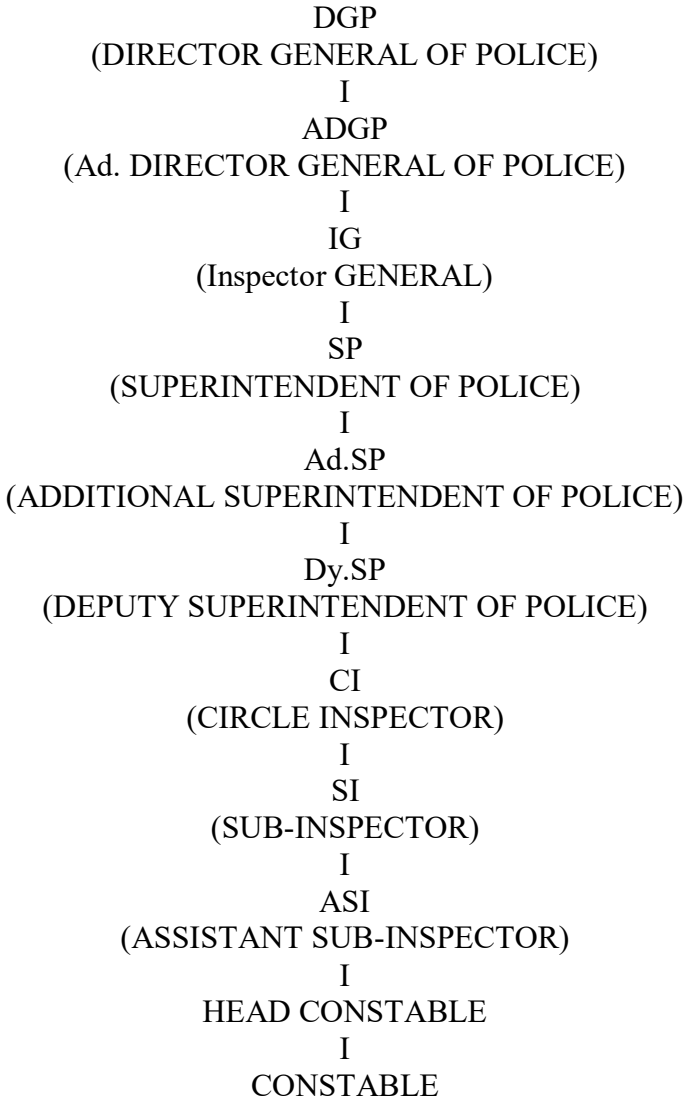 DGP
(DIRECTOR GENERAL OF POLICE)
I
ADGP
(Ad. DIRECTOR GENERAL OF POLICE)
I
IG
(Inspector GENERAL)
I
SP
(SUPERINTENDENT OF POLICE)
I
Ad.SP
(ADDITIONAL SUPERINTENDENT OF POLICE)
I
Dy.SP
(DEPUTY SUPERINTENDENT OF POLICE)
I
CI
(CIRCLE INSPECTOR)
I
SI
(SUB-INSPECTOR)
I
ASI
(ASSISTANT SUB-INSPECTOR)
I
HEAD CONSTABLE
I
CONSTABLE